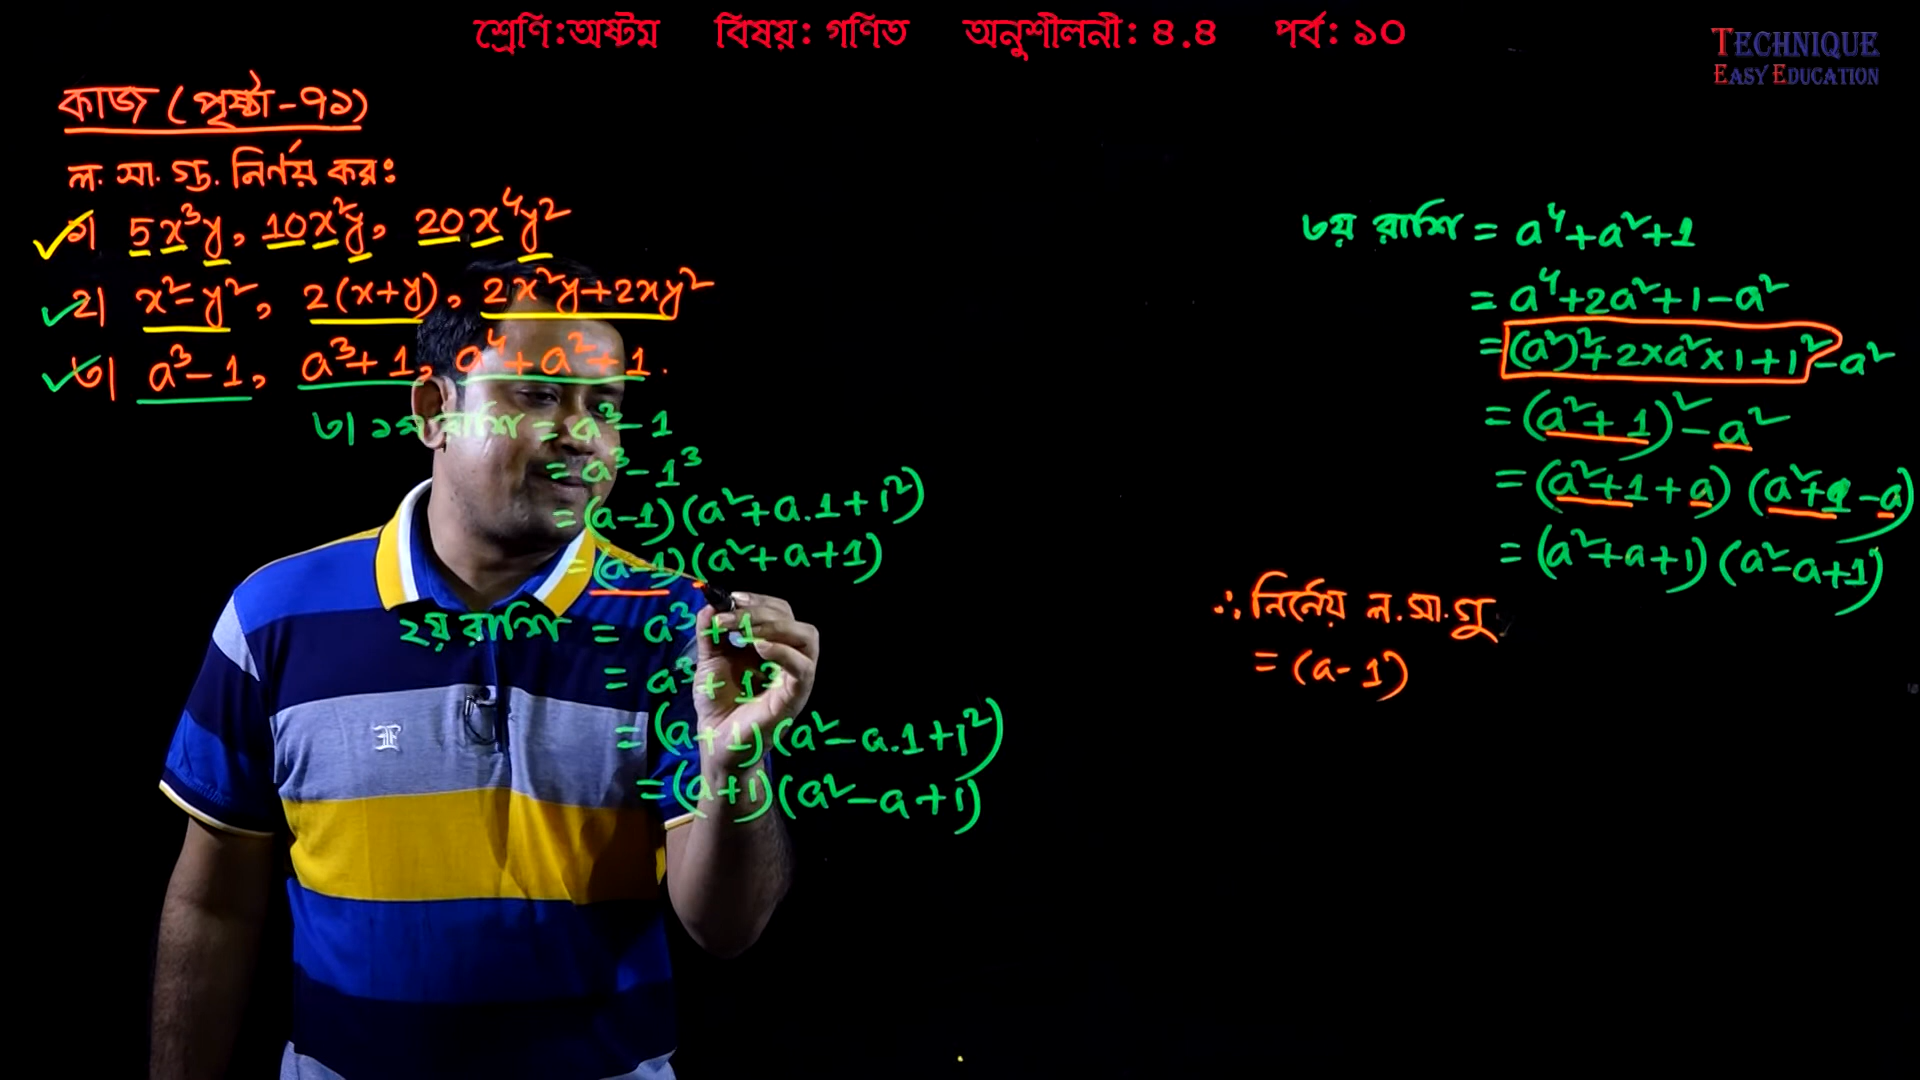 শ্রেণি:অষ্টম বিষয়: গণিত অনুশীলনী: ৪.৪ পর্ব: ১০
TECHNIQUE
EASY EDUCATION
কাজ (পৃষ্ঠা-৭১)
ল. সা. গু. নির্ণয় কর:
১| 5x³y, 10x²y, 20x⁴y²
২| x²-y², 2(x+y), 2x²y+2xy²
৩| a³-1, a³+1, a⁴+a²+1.
৩| ১ম রাশি = a³-1
= a³-1³
= (a-1)(a²+a.1+1²)
= (a-1)(a²+a+1)
২য় রাশি = a³+1
= a³+1³
= (a+1)(a²-a.1+1²)
= (a+1)(a²-a+1)
৩য় রাশি = a⁴+a²+1
= a⁴+2a²+1-a²
= (a²)²+2×a²×1+1²-a²
= (a²+1)²-a²
= (a²+1+a)(a²+1-a)
= (a²+a+1)(a²-a+1)
∴ নির্নেয় ল.সা.গু
= (a-1)